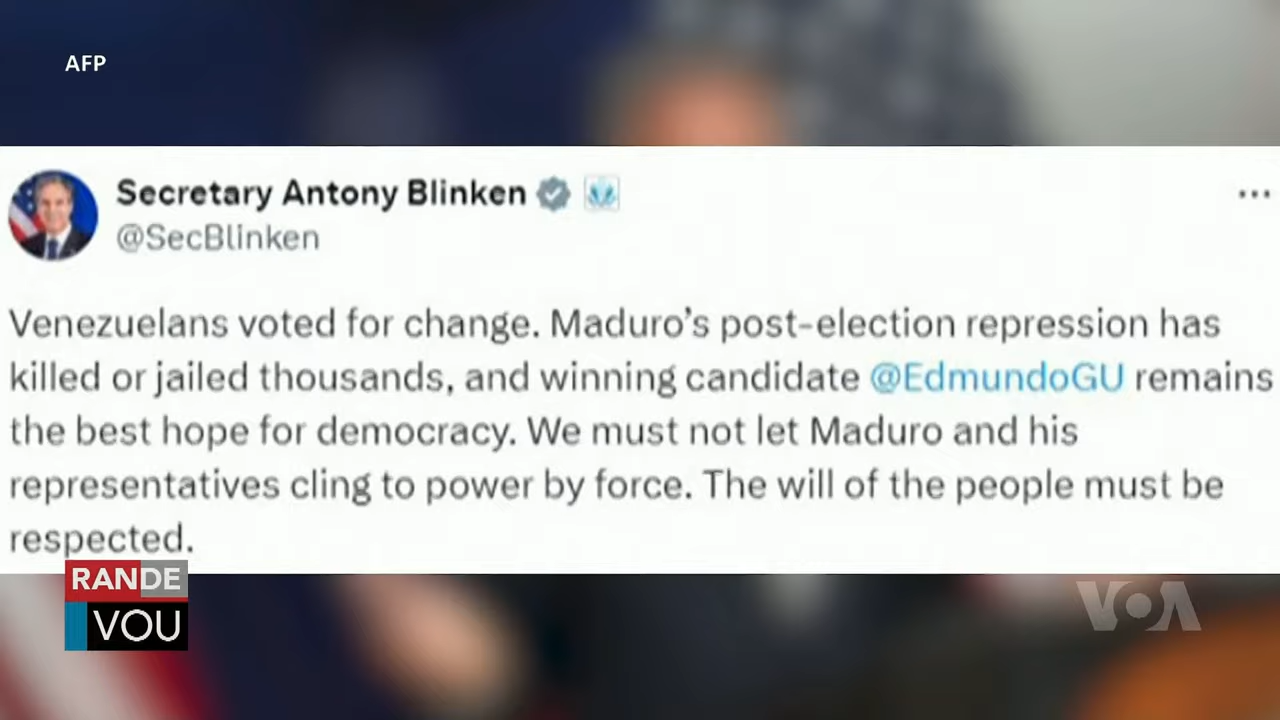 AFP
Secretary Antony Blinken
@SecBlinken
Venezuelans voted for change. Maduro’s post-election repression has
killed or jailed thousands, and winning candidate @EdmundoGU remains
the best hope for democracy. We must not let Maduro and his
representatives cling to power by force. The will of the people must be
respected.
RANDE
VOU
VOA